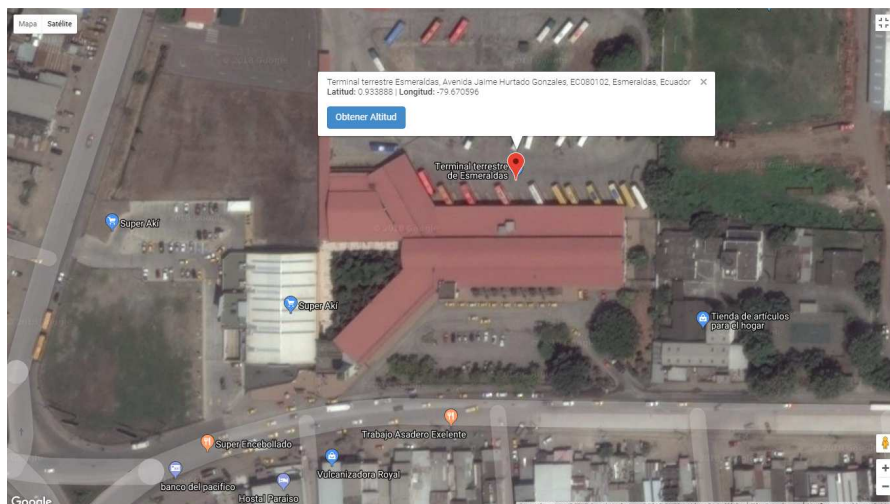 Mapa Satélite
Terminal terrestre Esmeraldas, Avenida Jaime Hurtado Gonzales, EC080102, Esmeraldas, Ecuador
Latitud: 0.933888 | Longitud: -79.670596
Obtener Altitud
Terminal terrestre
de Esmeraldas
Super Akí
Super Akí
Tienda de artículos
para el hogar
Trabajo Asadero Exelente
Super Encebollado
Vulcanizadora Royal
banco del pacifico
Hostal Paraíso
Google